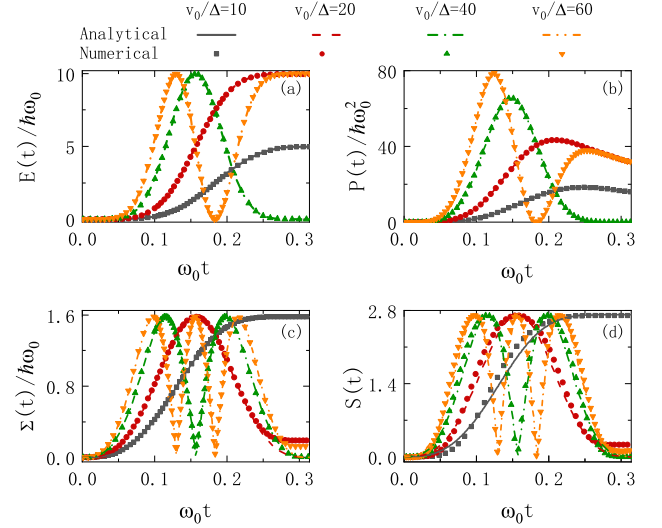 v₀/Δ=10 v₀/Δ=20 v₀/Δ=40 v₀/Δ=60
Analytical
Numerical
10
5
0
E(t)/ħω₀
(a)
0.0 0.1 0.2 0.3
ω₀t
80
40
0
P(t)/ħω₀²
(b)
0.0 0.1 0.2 0.3
ω₀t
1.6
0.8
0.0
Σ(t)/ħω₀
(c)
0.0 0.1 0.2 0.3
ω₀t
2.8
1.4
0.0
S(t)
(d)
0.0 0.1 0.2 0.3
ω₀t